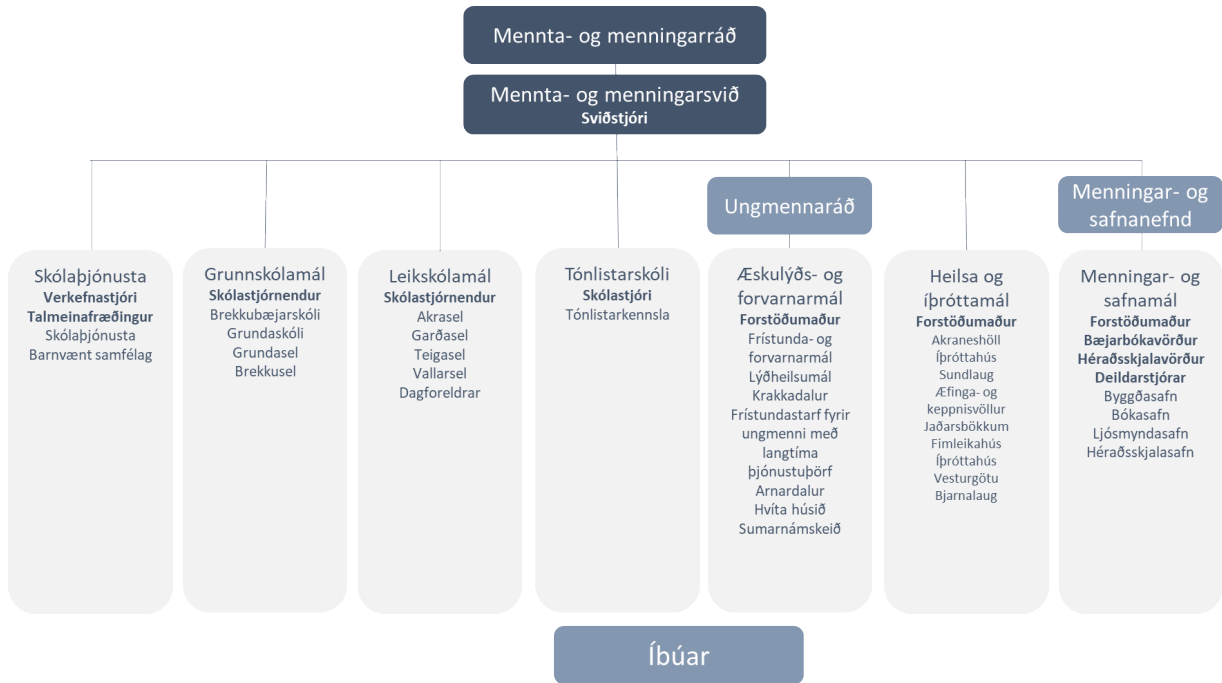 Mennta- og menningarráð
Mennta- og menningarsvið
Sviðstjóri
Ungmennaráð
Menningar- og
safnanefnd
Skólaþjónusta
Verkefnastjóri
Talmeinafræðingur
Skólaþjónusta
Barnvænt samfélag
Grunnskólamál
Skólastjórnendur
Brekkubæjarskóli
Grundaskóli
Grundasel
Brekkusel
Leikskólamál
Skólastjórnendur
Akrasel
Garðasel
Teigasel
Vallarsel
Dagforeldrar
Tónlistarskóli
Skólastjóri
Tónlistarkennsla
Æskulýðs- og
forvarnarmál
Forstöðumaður
Frístunda- og
forvarnarmál
Lýðheilsumál
Krakkadalur
Frístundastarf fyrir
ungmenni með
langtíma
þjónustuþörf
Arnardalur
Hvíta húsið
Sumarnámskeið
Heilsa og
íþróttamál
Forstöðumaður
Akraneshöll
Íþróttahús
Sundlaug
Æfinga- og
keppnisvöllur
Jaðarsbökkum
Fimleikahús
Íþróttahús
Vesturgötu
Bjarnalaug
Menningar- og
safnamál
Forstöðumaður
Bæjarbókavörður
Héraðsskjalavörður
Deildarstjórar
Byggðasafn
Bókasafn
Ljósmyndasafn
Héraðsskjalasafn
Íbúar